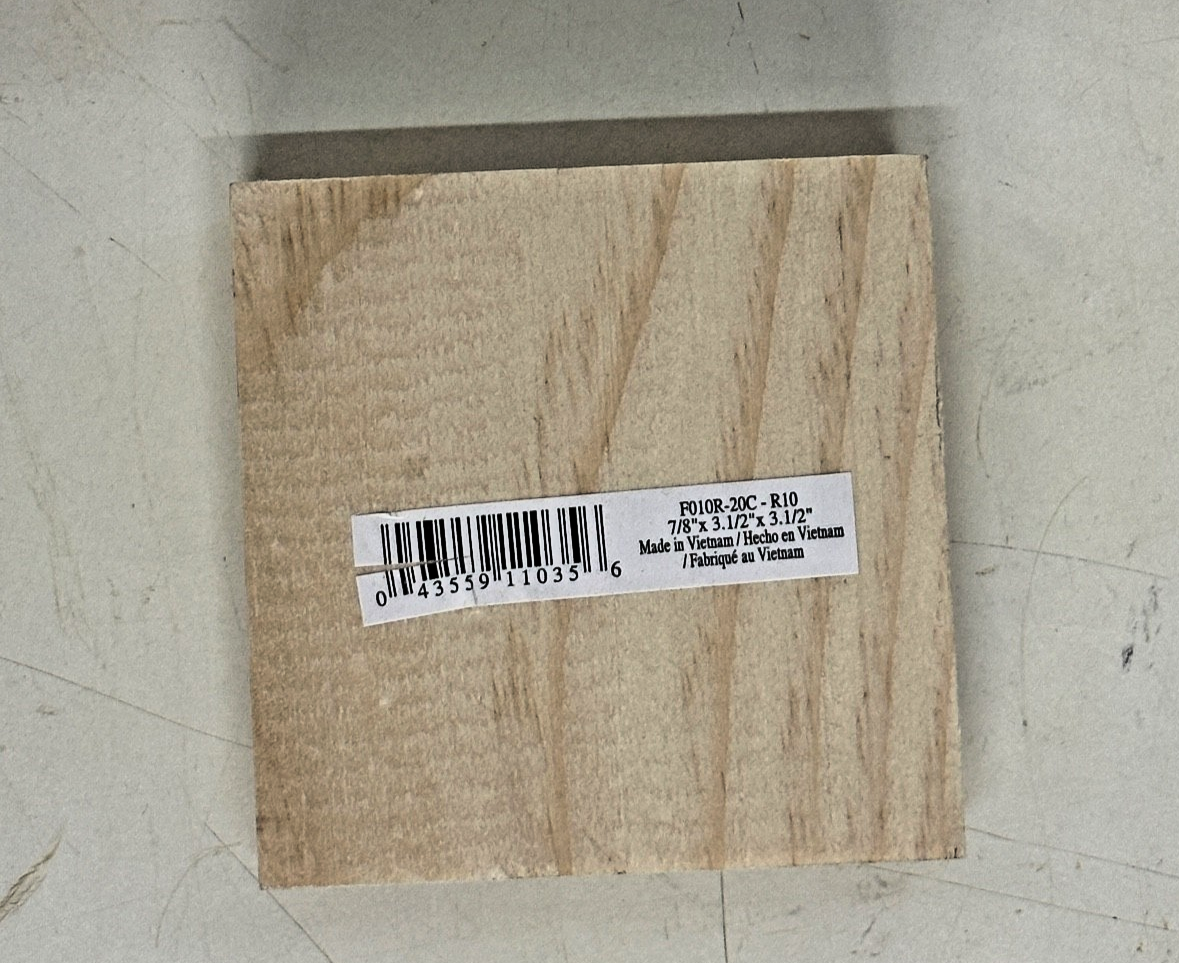 F010R-20C - R10
7/8"x 3.1/2"x 3.1/2"
Made in Vietnam / Hecho en Vietnam
/ Fabriqué au Vietnam
0 43559 11035 6